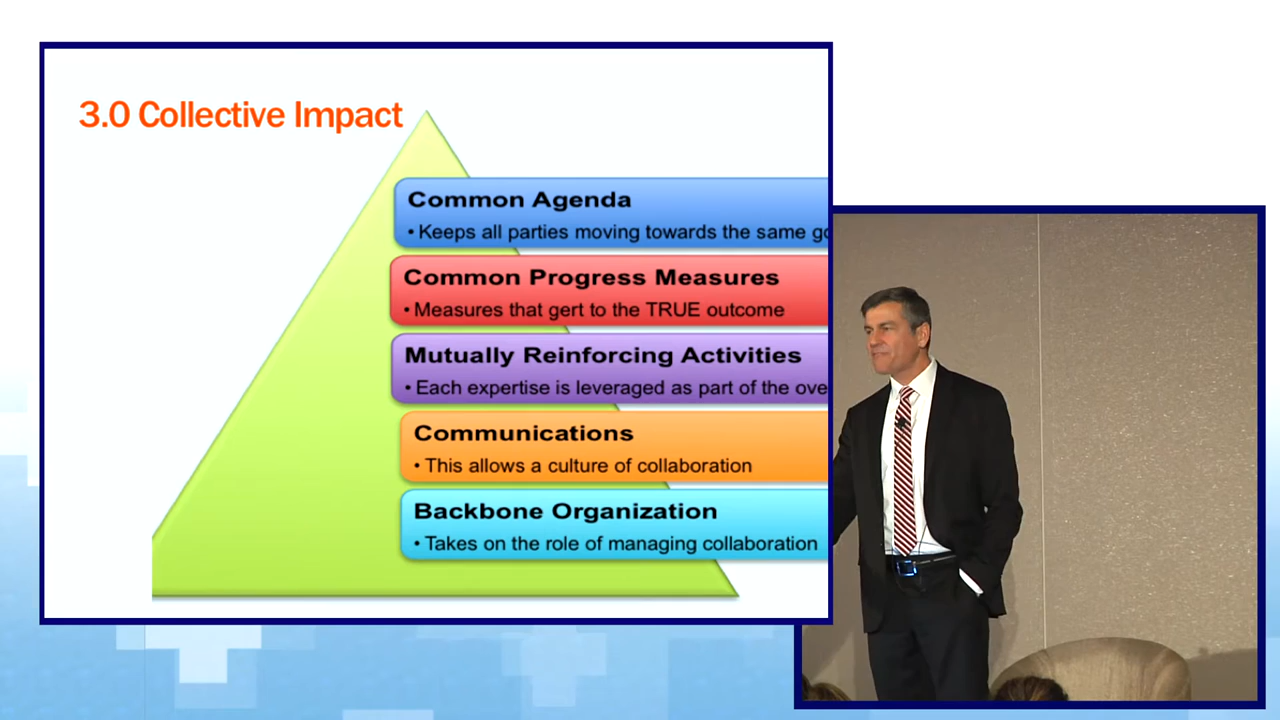 3.0 Collective Impact
Common Agenda
• Keeps all parties moving towards the same
Common Progress Measures
• Measures that gert to the TRUE outcome
Mutually Reinforcing Activities
• Each expertise is leveraged as part of the
Communications
• This allows a culture of collaboration
Backbone Organization
• Takes on the role of managing collaboration